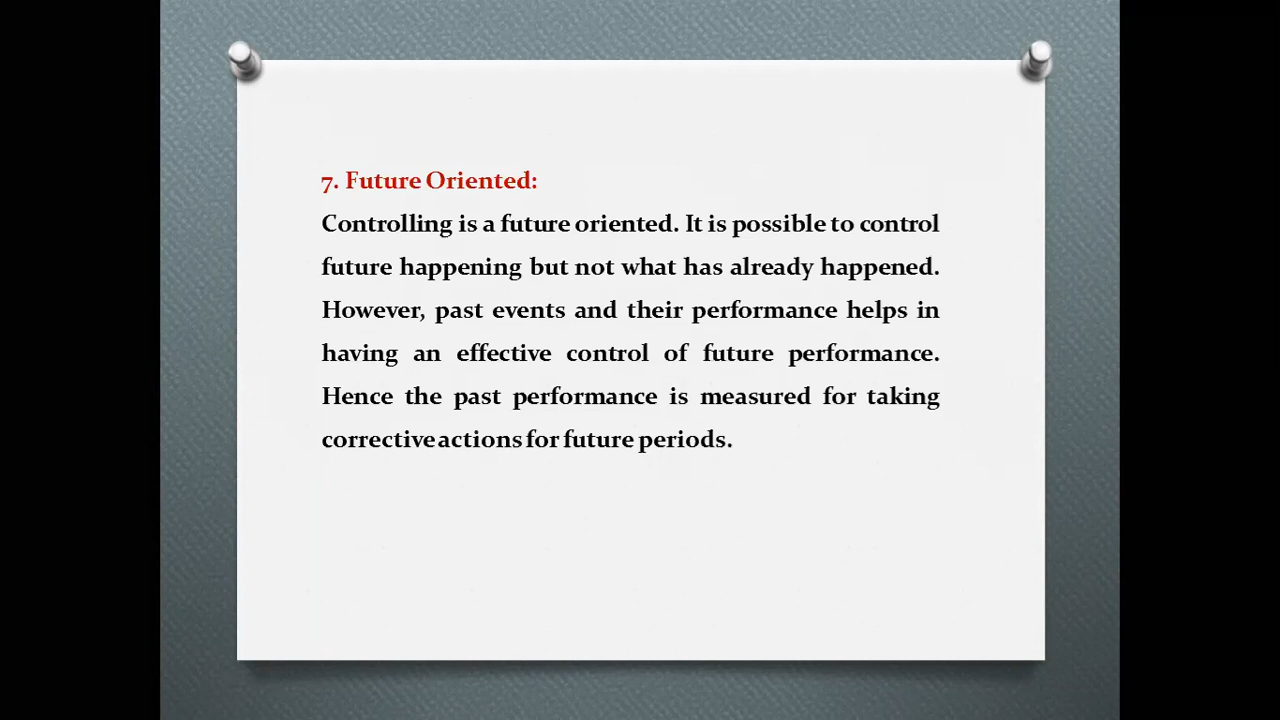 7. Future Oriented:
Controlling is a future oriented. It is possible to control
future happening but not what has already happened.
However, past events and their performance helps in
having an effective control of future performance.
Hence the past performance is measured for taking
corrective actions for future periods.